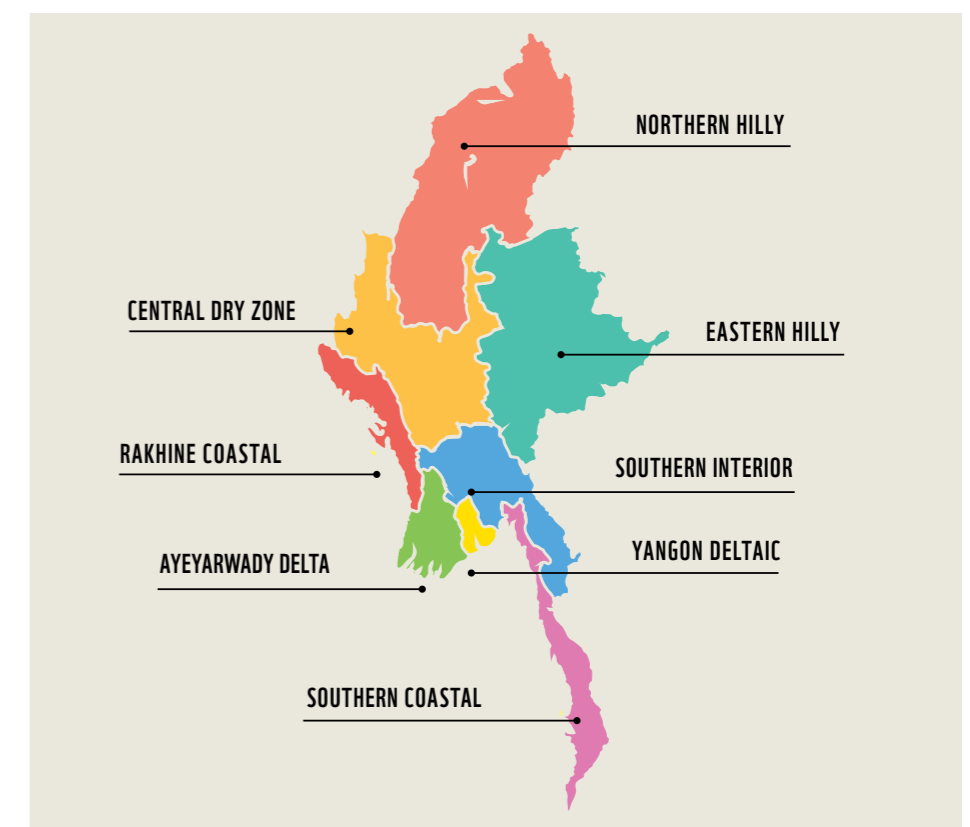 NORTHERN HILLY
CENTRAL DRY ZONE
EASTERN HILLY
RAKHINE COASTAL
SOUTHERN INTERIOR
YANGON DELTAIC
AYEYARWADY DELTA
SOUTHERN COASTAL